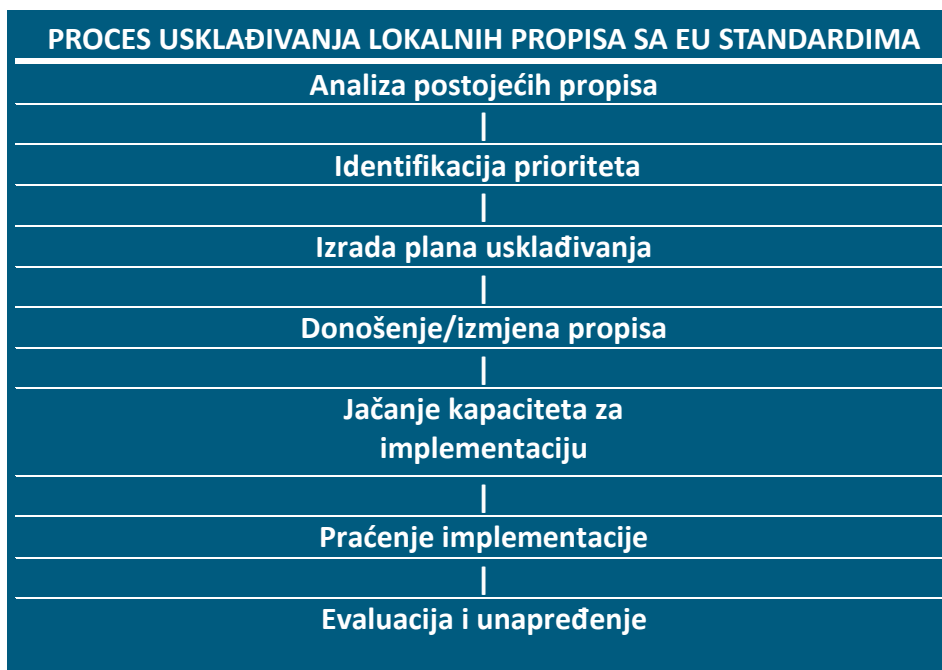 PROCES USKLAĐIVANJA LOKALNIH PROPISA SA EU STANDARDIMA
Analiza postojećih propisa
|
Identifikacija prioriteta
|
Izrada plana usklađivanja
|
Donošenje/izmjena propisa
|
Jačanje kapaciteta za
implementaciju
|
Praćenje implementacije
|
Evaluacija i unapređenje